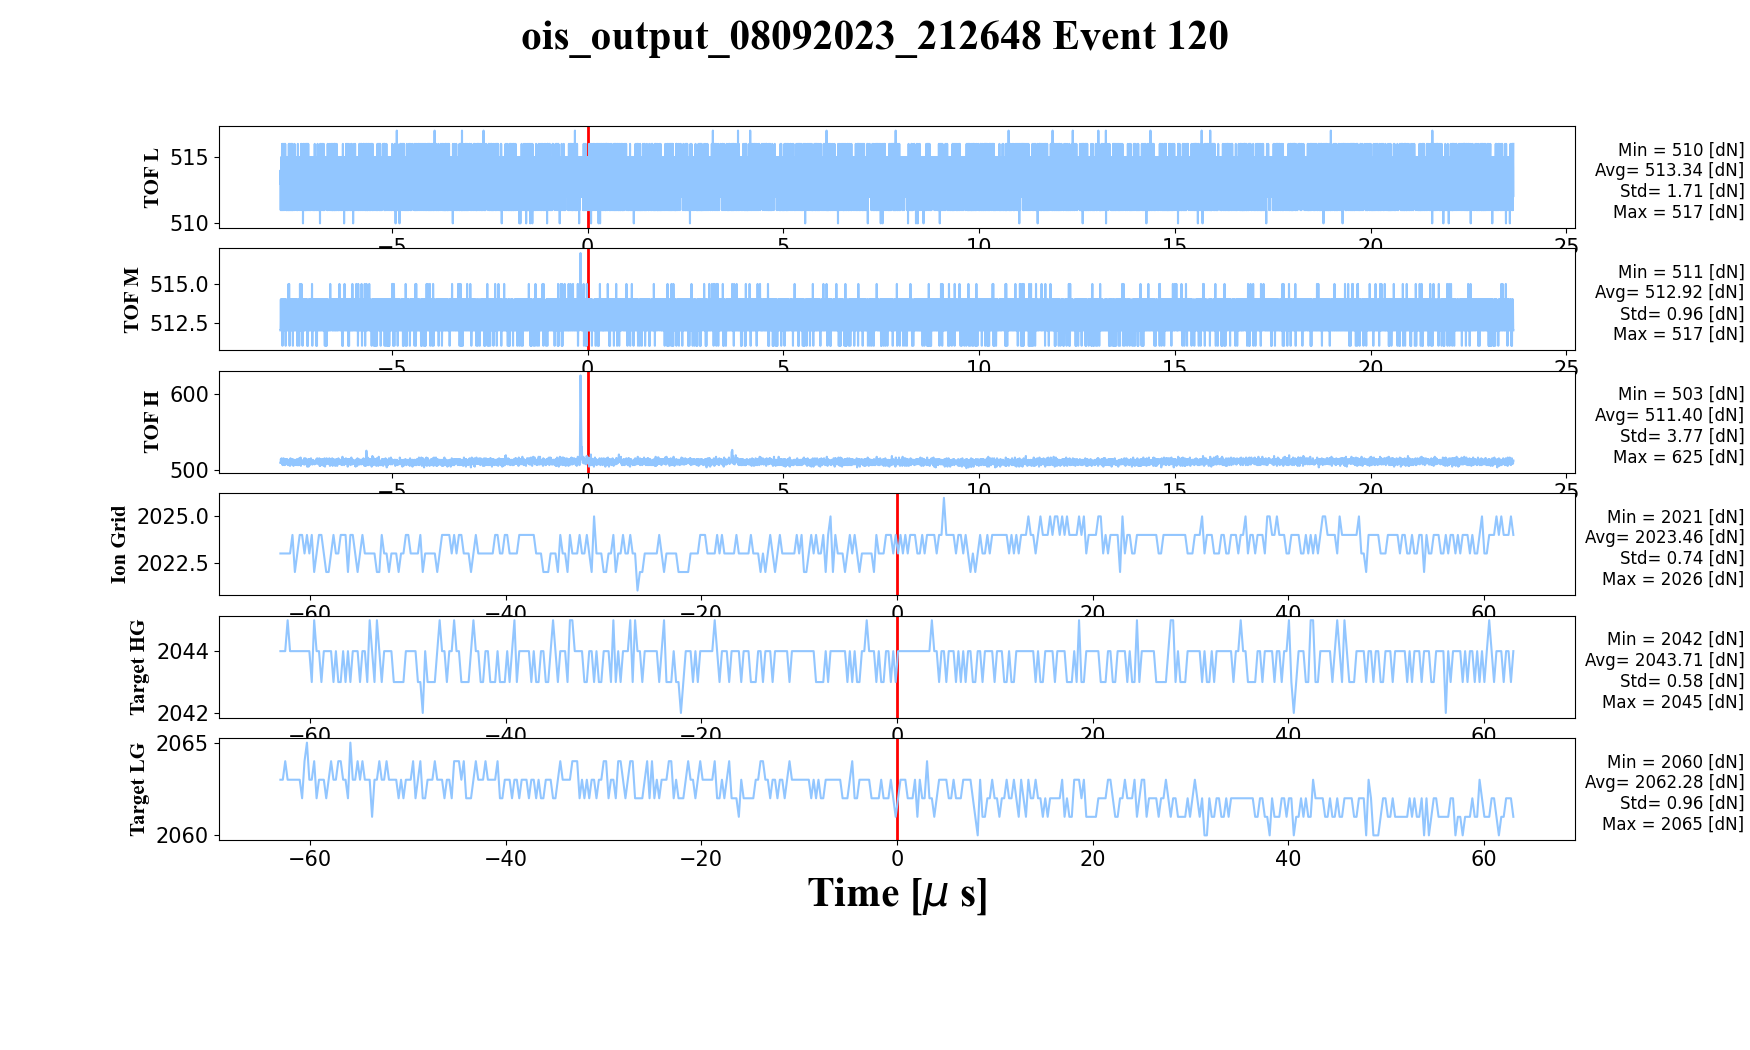 ois_output_08092023_212648 Event 120
TOF L
515
510
−5 0 5 10 15 20 25
Min = 510 [dN]
Avg= 513.34 [dN]
Std= 1.71 [dN]
Max = 517 [dN]
TOF M
515.0
512.5
−5 0 5 10 15 20 25
Min = 511 [dN]
Avg= 512.92 [dN]
Std= 0.96 [dN]
Max = 517 [dN]
TOF H
600
500
−5 0 5 10 15 20 25
Min = 503 [dN]
Avg= 511.40 [dN]
Std= 3.77 [dN]
Max = 625 [dN]
Ion Grid
2025.0
2022.5
−60 −40 −20 0 20 40 60
Min = 2021 [dN]
Avg= 2023.46 [dN]
Std= 0.74 [dN]
Max = 2026 [dN]
Target HG
2044
2042
−60 −40 −20 0 20 40 60
Min = 2042 [dN]
Avg= 2043.71 [dN]
Std= 0.58 [dN]
Max = 2045 [dN]
Target LG
2065
2060
−60 −40 −20 0 20 40 60
Min = 2060 [dN]
Avg= 2062.28 [dN]
Std= 0.96 [dN]
Max = 2065 [dN]
Time [μ s]